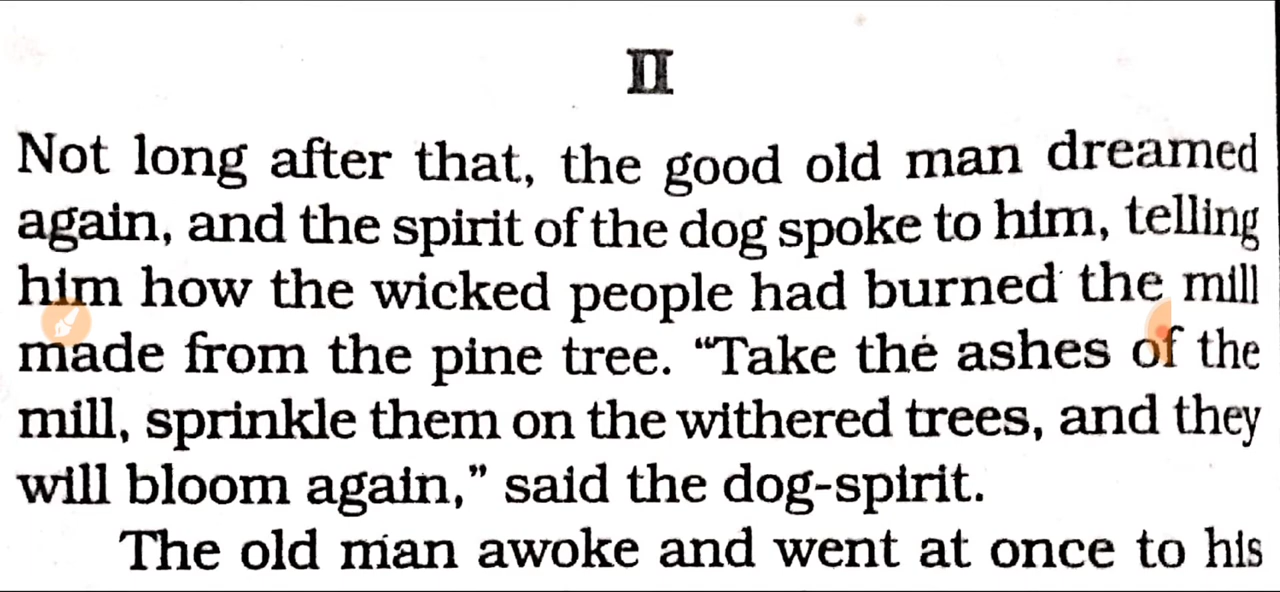 II
Not long after that, the good old man dreamed
again, and the spirit of the dog spoke to him, telling
him how the wicked people had burned the mill
made from the pine tree. “Take the ashes of the
mill, sprinkle them on the withered trees, and they
will bloom again,” said the dog-spirit.
The old man awoke and went at once to his